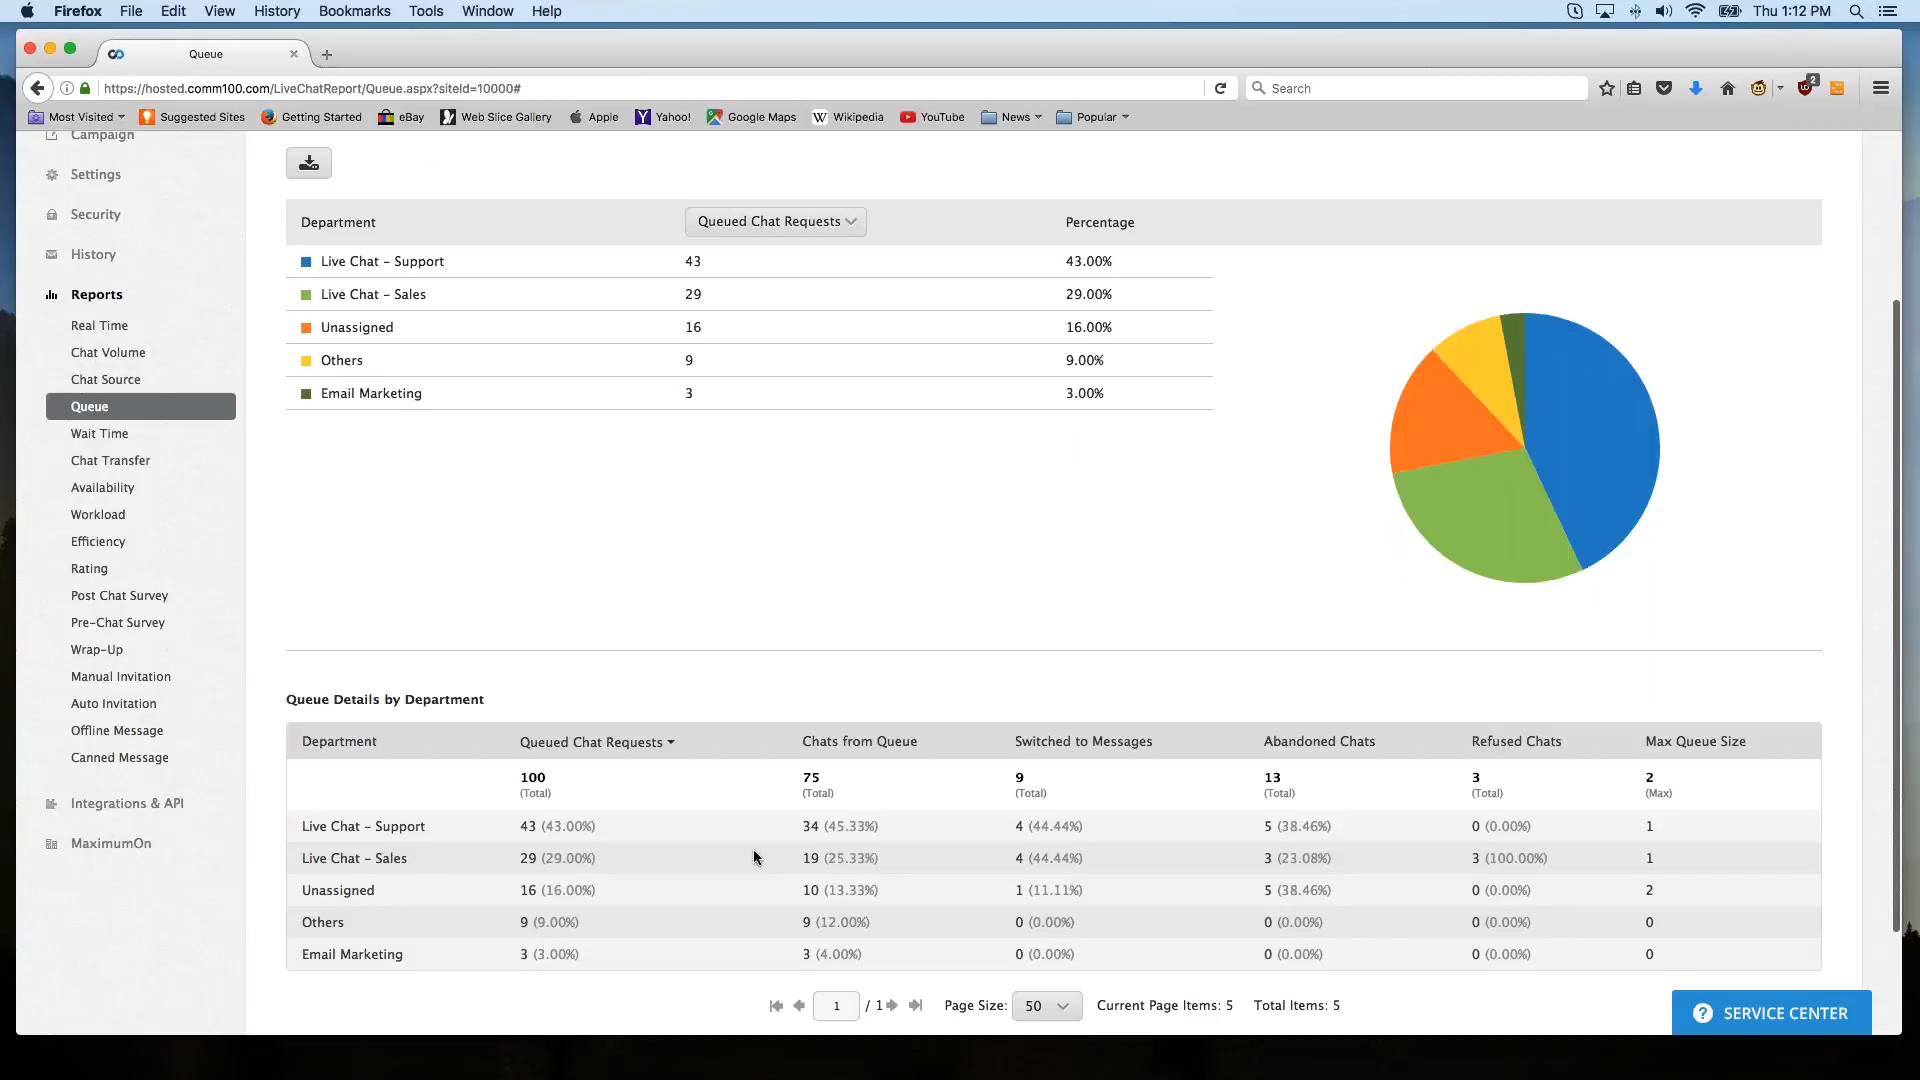 Firefox File Edit View History Bookmarks Tools Window Help Thu 1:12 PM
Queue
https://hosted.comm100.com/LiveChatReport/Queue.aspx?siteId=10000# Search 2
Most Visited Suggested Sites Getting Started eBay Web Slice Gallery Apple Yahoo! Google Maps Wikipedia YouTube News Popular
Campaign
Settings
Security
History
Reports
Real Time
Chat Volume
Chat Source
Queue
Wait Time
Chat Transfer
Availability
Workload
Efficiency
Rating
Post Chat Survey
Pre-Chat Survey
Wrap-Up
Manual Invitation
Auto Invitation
Offline Message
Canned Message
Integrations & API
MaximumOn
Department Queued Chat Requests Percentage
Live Chat - Support 43 43.00%
Live Chat - Sales 29 29.00%
Unassigned 16 16.00%
Others 9 9.00%
Email Marketing 3 3.00%
Queue Details by Department
Department Queued Chat Requests Chats from Queue Switched to Messages Abandoned Chats Refused Chats Max Queue Size
100 75 9 13 3 2
(Total) (Total) (Total) (Total) (Total) (Max)
Live Chat - Support 43 (43.00%) 34 (45.33%) 4 (44.44%) 5 (38.46%) 0 (0.00%) 1
Live Chat - Sales 29 (29.00%) 19 (25.33%) 4 (44.44%) 3 (23.08%) 3 (100.00%) 1
Unassigned 16 (16.00%) 10 (13.33%) 1 (11.11%) 5 (38.46%) 0 (0.00%) 2
Others 9 (9.00%) 9 (12.00%) 0 (0.00%) 0 (0.00%) 0 (0.00%) 0
Email Marketing 3 (3.00%) 3 (4.00%) 0 (0.00%) 0 (0.00%) 0 (0.00%) 0
1 / 1 Page Size: 50 Current Page Items: 5 Total Items: 5
? SERVICE CENTER